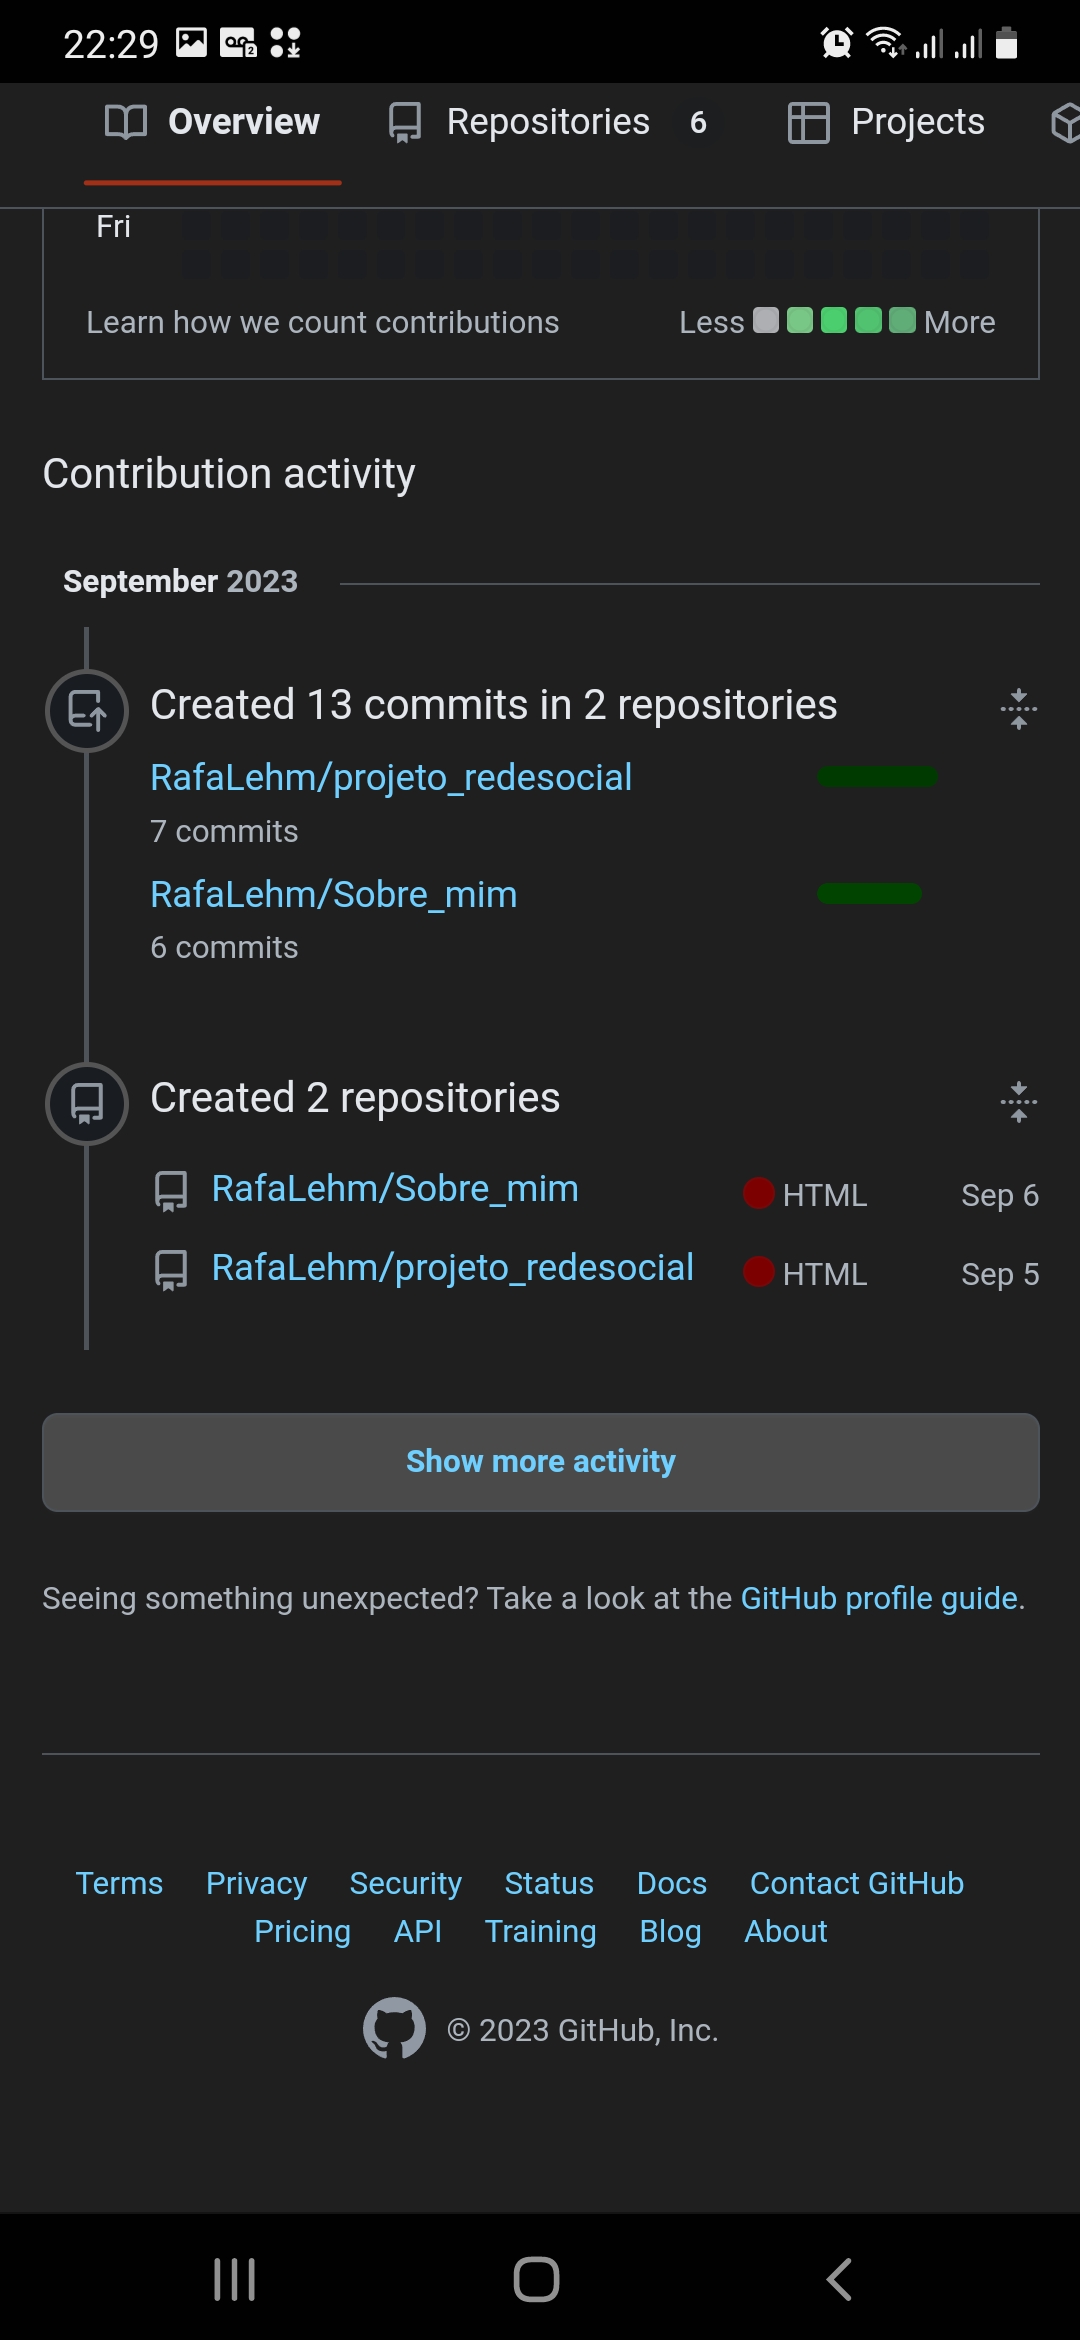 22:29
Overview Repositories 6 Projects
Fri
Learn how we count contributions Less More
Contribution activity
September 2023
Created 13 commits in 2 repositories
RafaLehm/projeto_redesocial
7 commits
RafaLehm/Sobre_mim
6 commits
Created 2 repositories
RafaLehm/Sobre_mim HTML Sep 6
RafaLehm/projeto_redesocial HTML Sep 5
Show more activity
Seeing something unexpected? Take a look at the GitHub profile guide.
Terms Privacy Security Status Docs Contact GitHub
Pricing API Training Blog About
© 2023 GitHub, Inc.